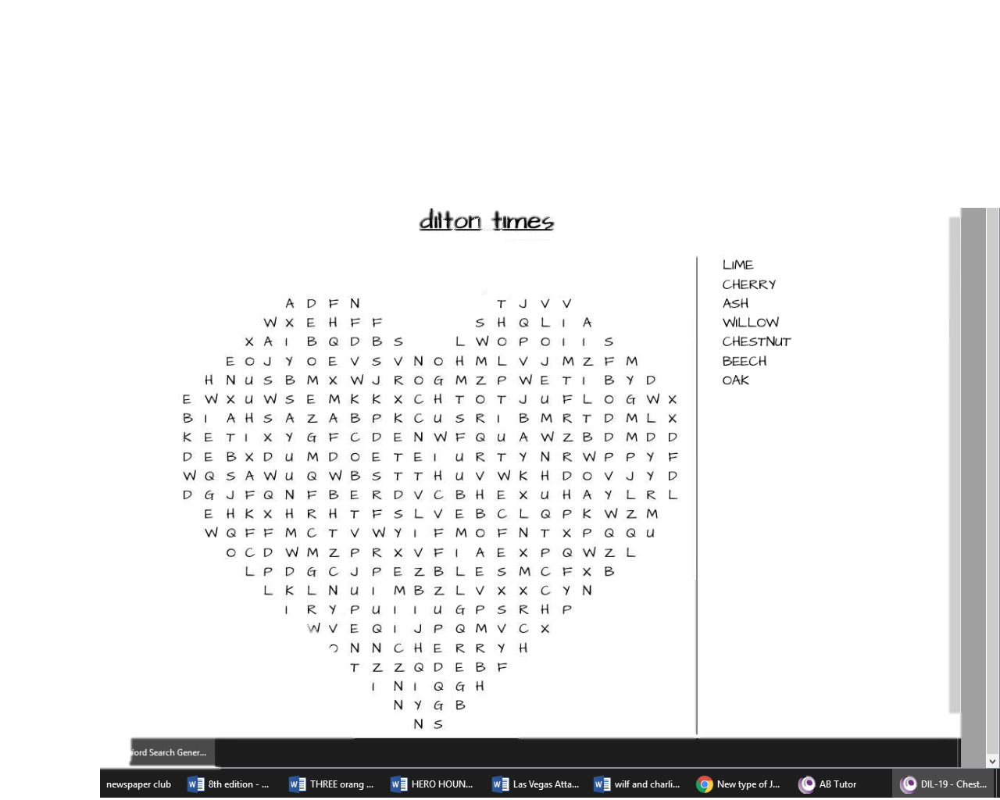 dilton times
LIME
CHERRY
ASH
WILLOW
CHESTNUT
BEECH
OAK
A D F N T J V V
W X E H F F S H Q L I A
X A I B Q D B S L W O P O I I S
E O J Y O E V S V N O H M L V J M Z F M
H N U S B M X W J R O G M Z P W E T I B Y D
E W X U W S E M K K X C H T O T J U F L O G W X
B I A H S A Z A B P K C U S R I B M R T D M L X
K E T I X Y G F C D E N W F Q U A W Z B D M D D
D E B X D U M D O E T E I U R T Y N R W P P Y F
W Q S A W U Q W B S T T H U V W K H D O V J Y D
D G J F Q N F B E R D V C B H E X U H A Y L R L
E H K X H R H T F S L V E B C L Q P K W Z M
W Q F F M C T V W Y I F M O F N T X P Q Q U
O C D W M Z P R X V F I A E X P Q W Z L
L P D G C J P E Z B L E S M C F X B
L K L N U I M B Z L V X X C Y N
I R Y P U I I U G P S R H P
W V E Q I J P Q M V C X
N N C H E R R Y H
T Z Z Q D E B F
I N I Q G H
N Y G B
N S
ord Search Gener...
newspaper club 8th edition - ... THREE orang ... HERO HOUN... Las Vegas Atta... wilf and charli... New type of J... AB Tutor DIL-19 - Chest...